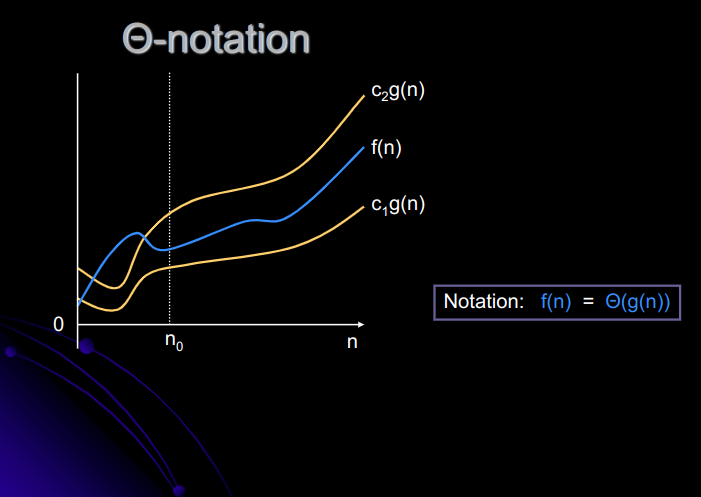 Θ-notation
c₂g(n)
f(n)
c₁g(n)
Notation: f(n) = Θ(g(n))
0
n₀
n